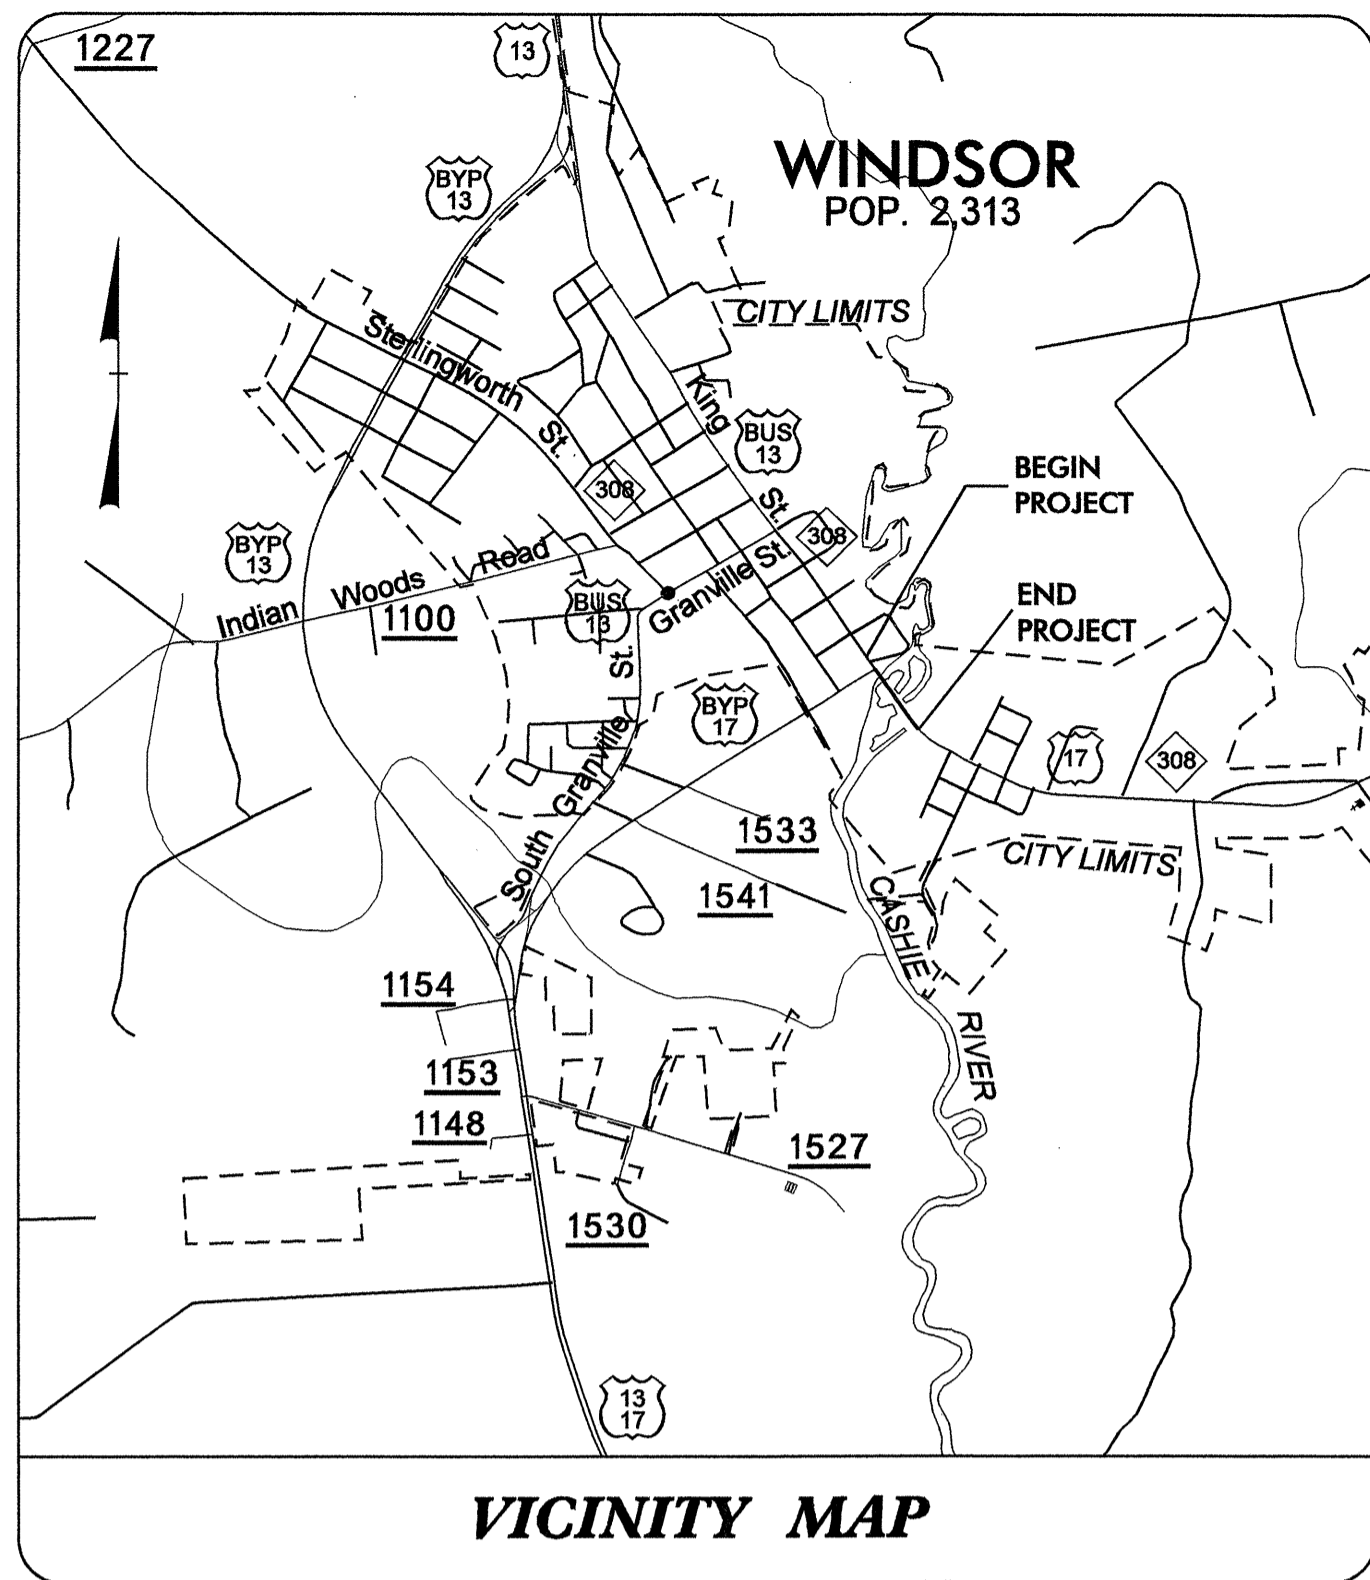 1227
13
BYP
13
WINDSOR
POP. 2,313
CITY LIMITS
Sterlingworth St.
King St.
BUS
13
308
308
BEGIN
PROJECT
BYP
13
Indian Woods Road
1100
BUS
13
Granville St.
END
PROJECT
BYP
17
17
308
South Granville St.
1533
CITY LIMITS
1541
CASHIE RIVER
1154
1153
1148
1527
1530
13
17
VICINITY MAP